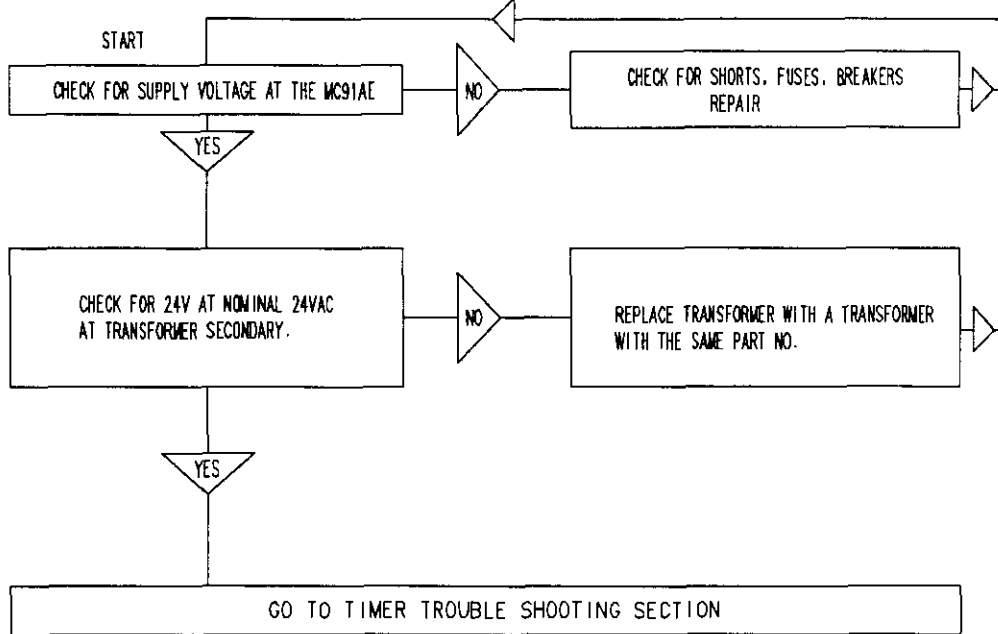 START
CHECK FOR SUPPLY VOLTAGE AT THE MC91AE
NO
CHECK FOR SHORTS, FUSES, BREAKERS
REPAIR
YES
CHECK FOR 24V AT NOMINAL 24VAC
AT TRANSFORMER SECONDARY.
NO
REPLACE TRANSFORMER WITH A TRANSFORMER
WITH THE SAME PART NO.
YES
GO TO TIMER TROUBLE SHOOTING SECTION